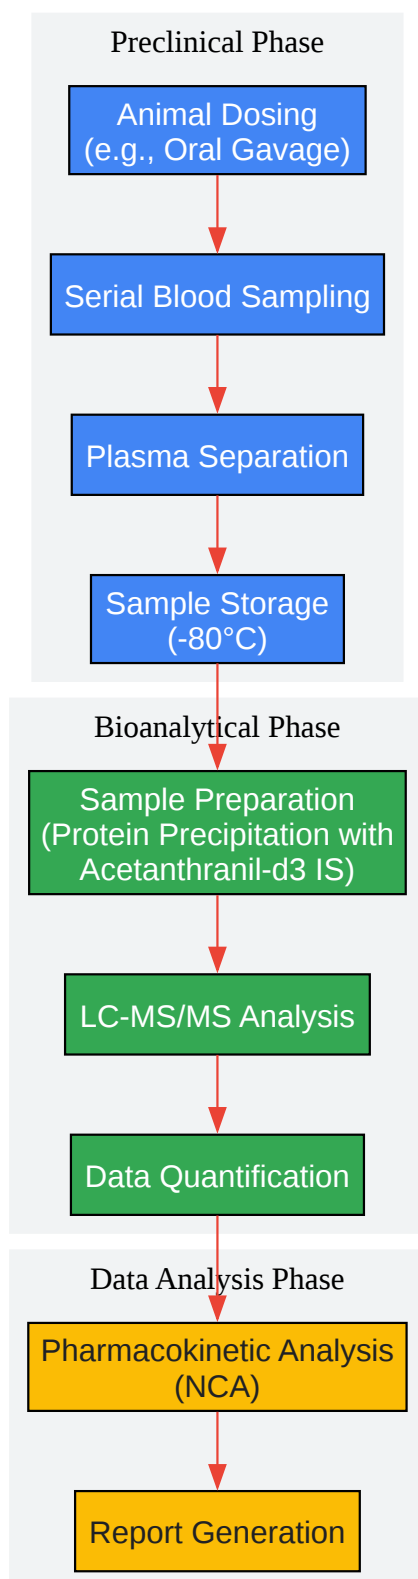 Preclinical Phase
Animal Dosing
(e.g., Oral Gavage)
Serial Blood Sampling
Plasma Separation
Sample Storage
(-80°C)
Bioanalytical Phase
Sample Preparation
(Protein Precipitation with
Acetanthranil-d3 IS)
LC-MS/MS Analysis
Data Quantification
Data Analysis Phase
Pharmacokinetic Analysis
(NCA)
Report Generation